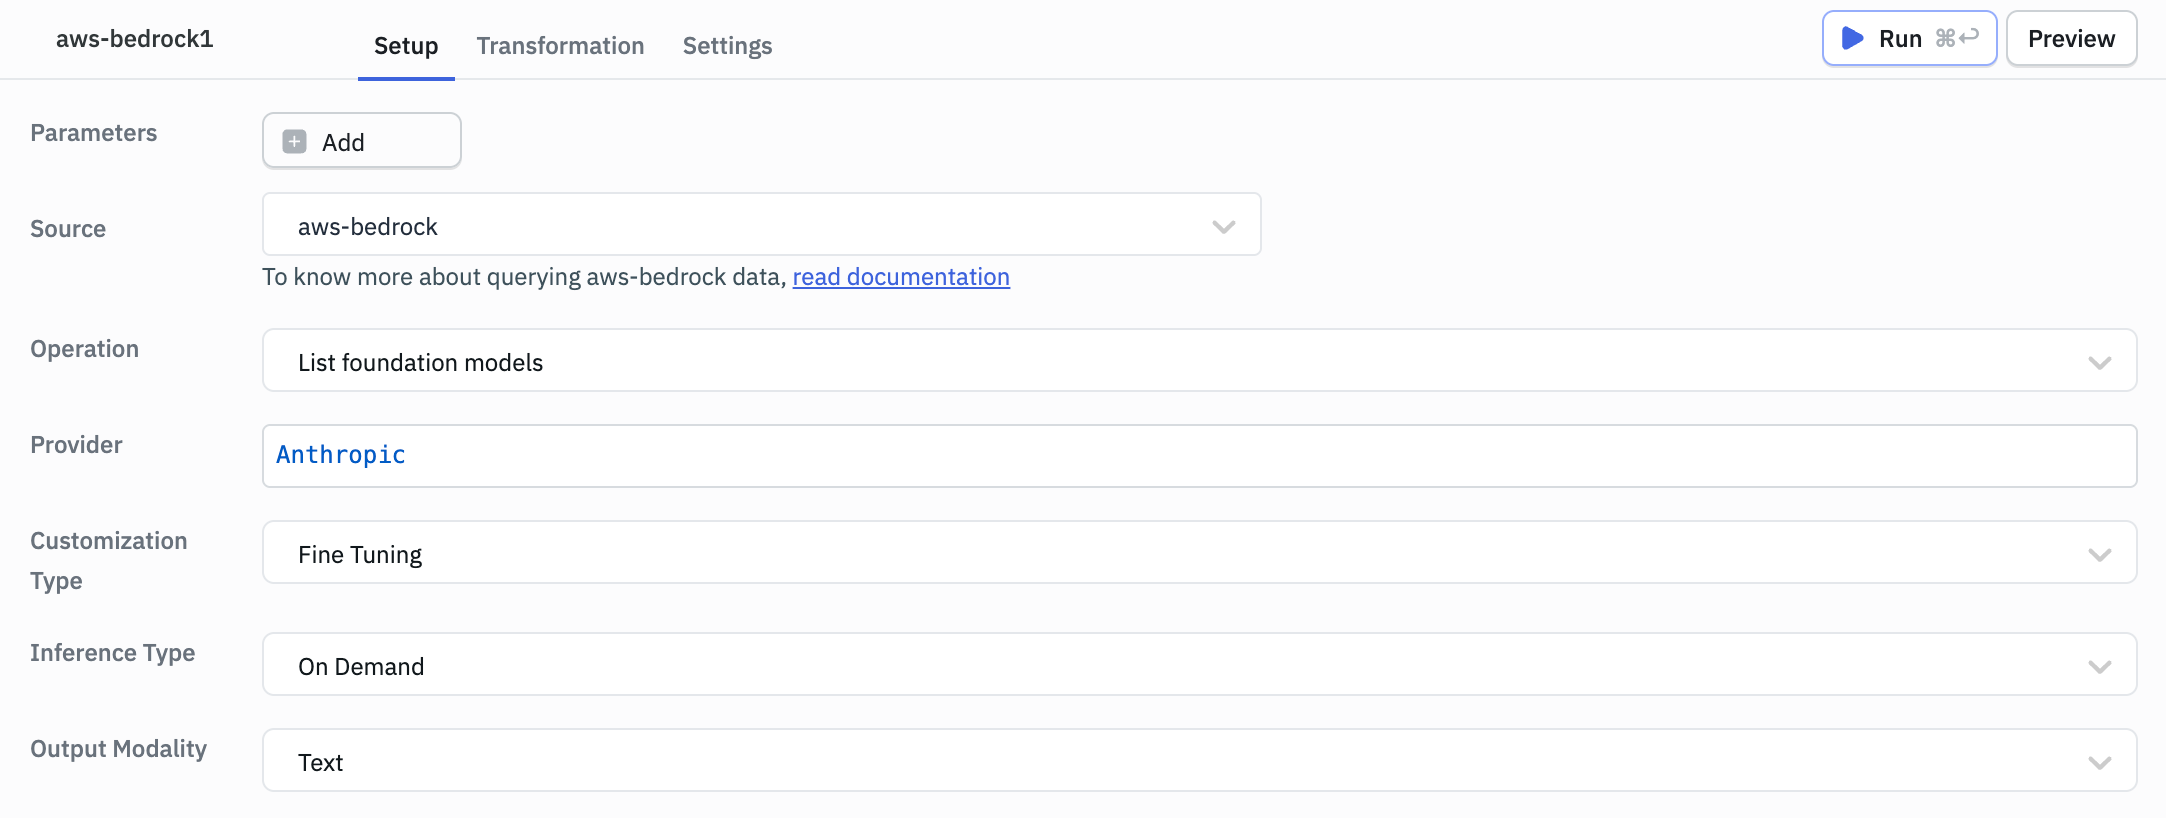 aws-bedrock1
Setup Transformation Settings
Run ⌘↩ Preview
Parameters
Add
Source
aws-bedrock
To know more about querying aws-bedrock data, read documentation
Operation
List foundation models
Provider
Anthropic
Customization
Type
Fine Tuning
Inference Type
On Demand
Output Modality
Text